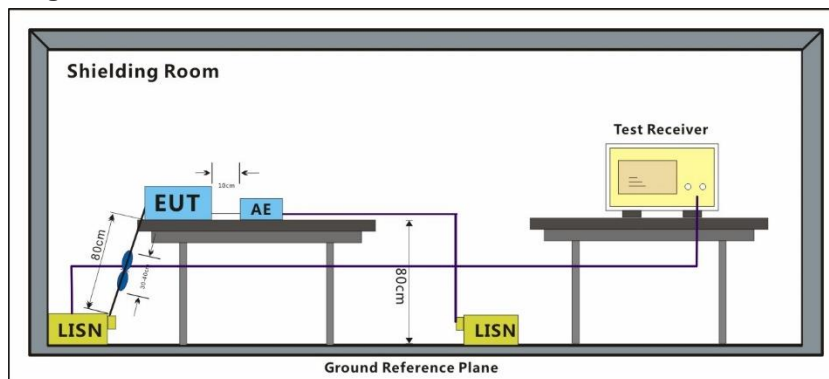 Shielding Room
Test Receiver
10cm
EUT
AE
80cm
30-40cm
80cm
LISN
LISN
Ground Reference Plane